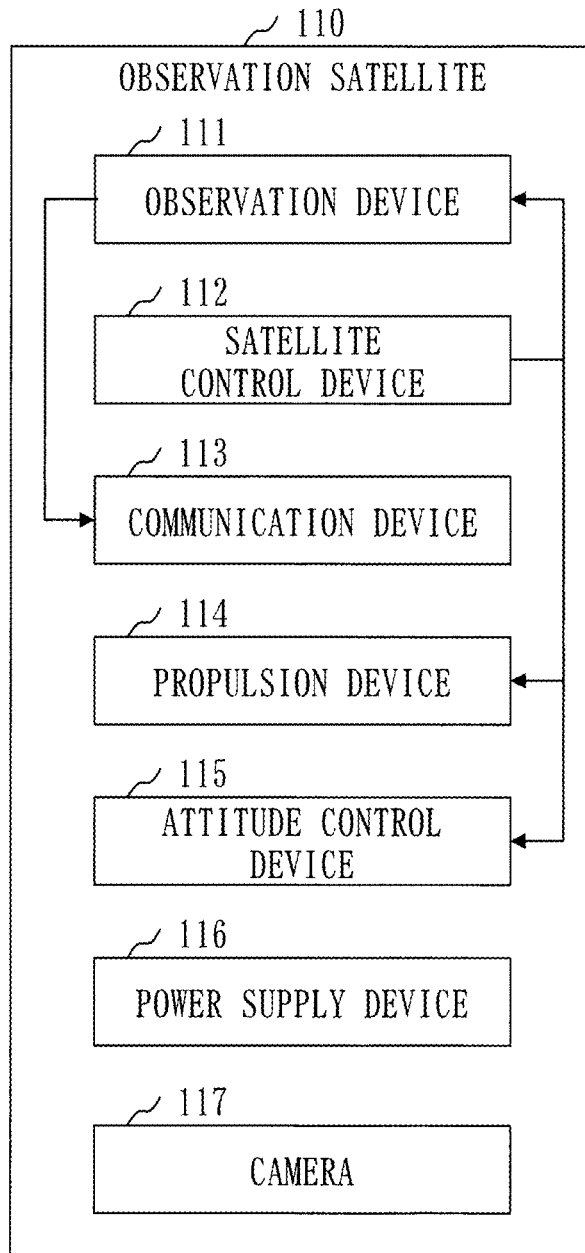 110
OBSERVATION SATELLITE
111
OBSERVATION DEVICE
112
SATELLITE
CONTROL DEVICE
113
COMMUNICATION DEVICE
114
PROPULSION DEVICE
115
ATTITUDE CONTROL
DEVICE
116
POWER SUPPLY DEVICE
117
CAMERA